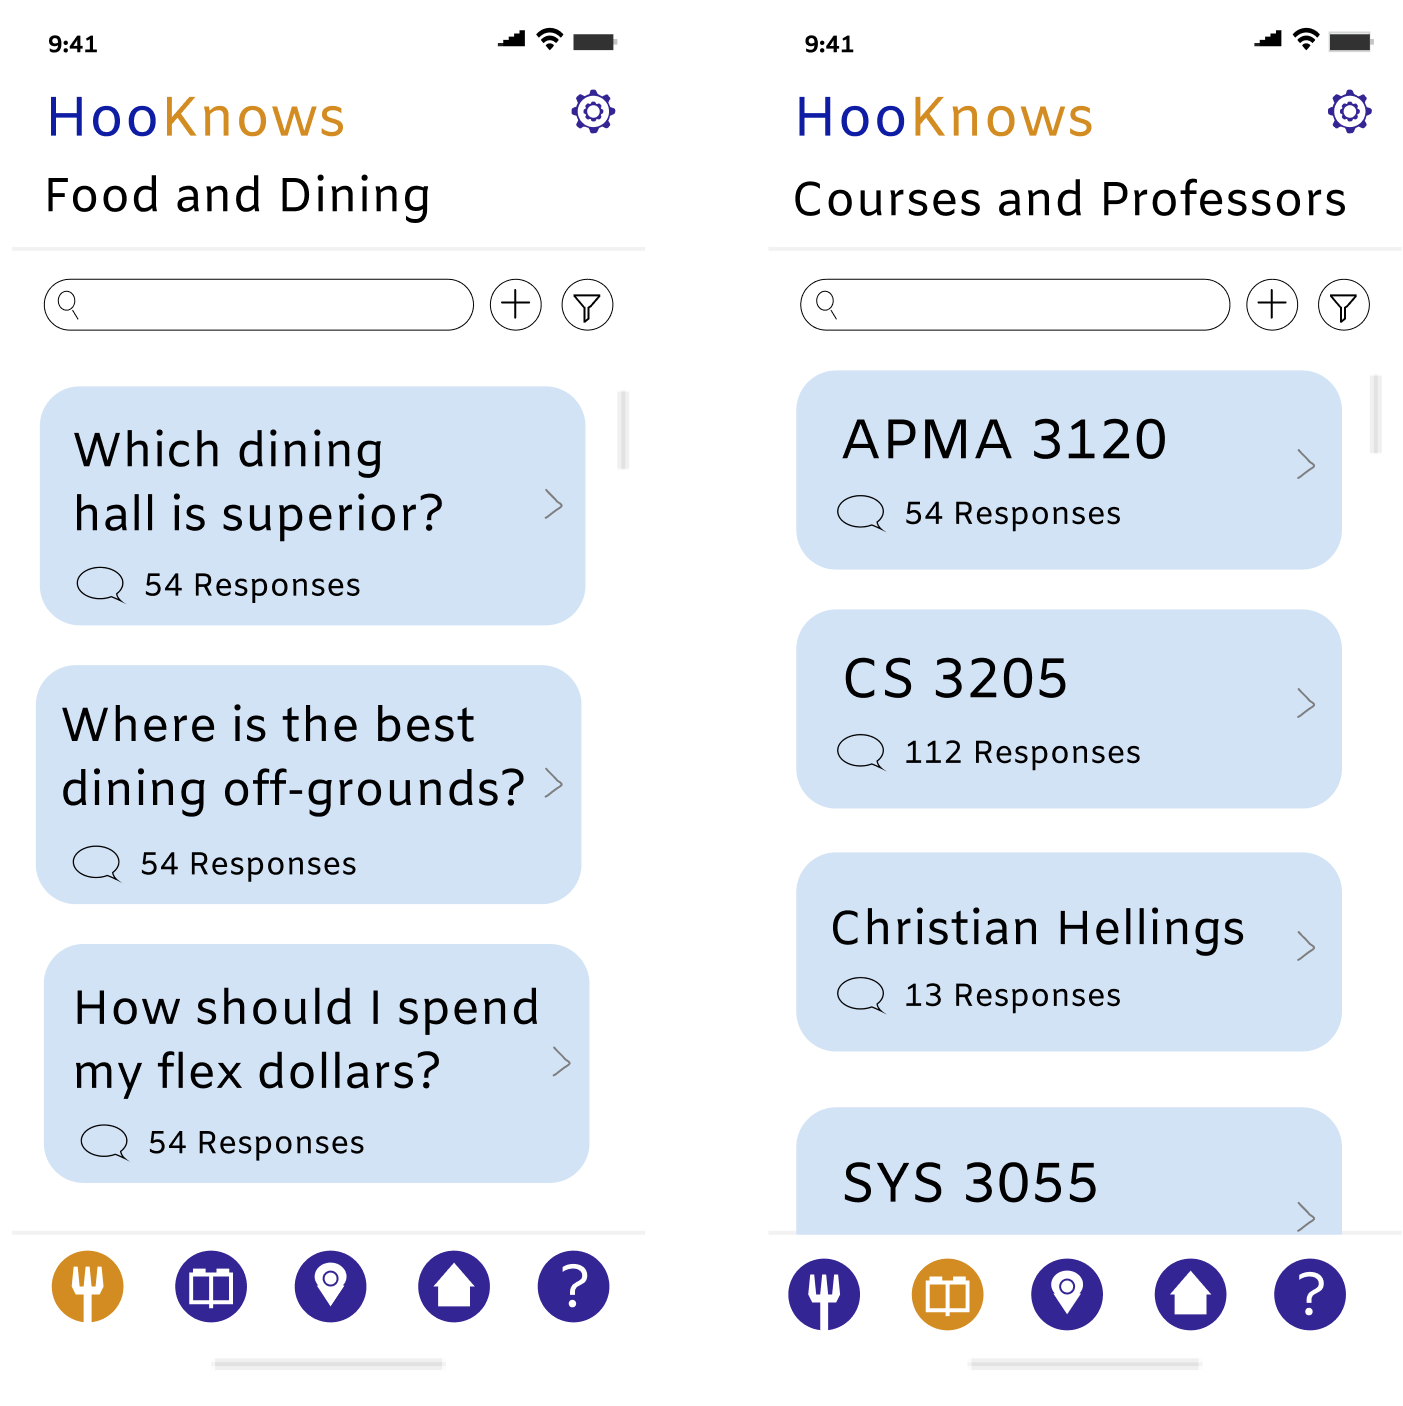 9:41
HooKnows
Food and Dining
Which dining
hall is superior?
54 Responses
Where is the best
dining off-grounds?
54 Responses
How should I spend
my flex dollars?
54 Responses
?
9:41
HooKnows
Courses and Professors
APMA 3120
54 Responses
CS 3205
112 Responses
Christian Hellings
13 Responses
SYS 3055
?